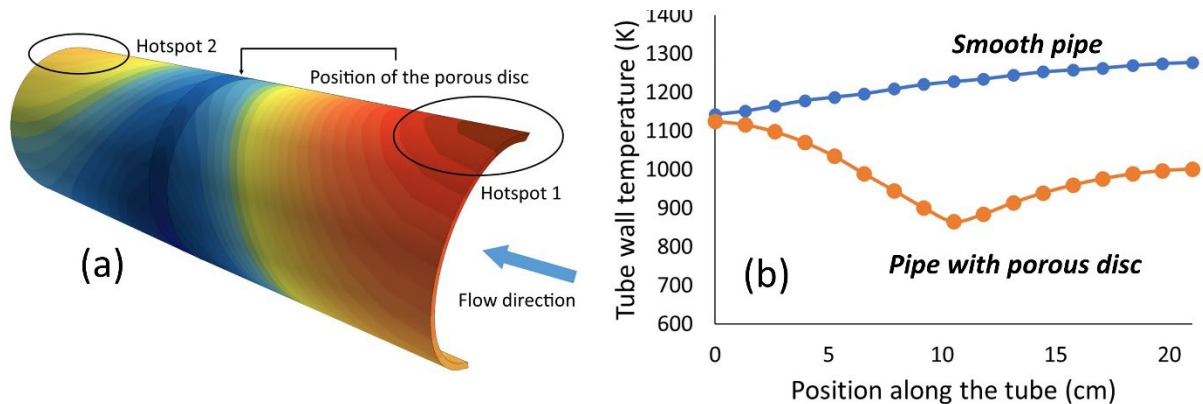 Hotspot 2
Position of the porous disc
Hotspot 1
(a)
Flow direction
Tube wall temperature (K)
1400
1300
1200
1100
1000
900
800
700
600
Smooth pipe
Pipe with porous disc
(b)
0 5 10 15 20
Position along the tube (cm)